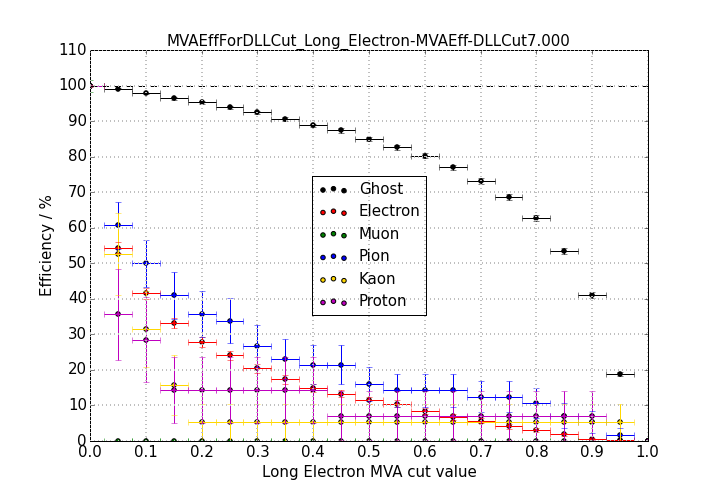 MVAEffForDLLCut_Long_Electron-MVAEff-DLLCut7.000
110
100
90
80
70
60
50
40
30
20
10
0
Efficiency / %
Ghost
Electron
Muon
Pion
Kaon
Proton
0.0 0.1 0.2 0.3 0.4 0.5 0.6 0.7 0.8 0.9 1.0
Long Electron MVA cut value